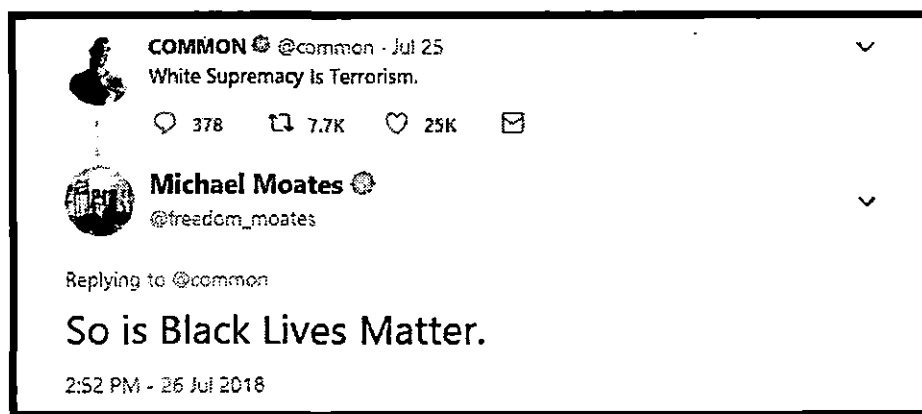 COMMON @common - Jul 25
White Supremacy Is Terrorism.
378 7.7K 25K
Michael Moates
@freedom_moates
Replying to @common
So is Black Lives Matter.
2:52 PM - 26 Jul 2018